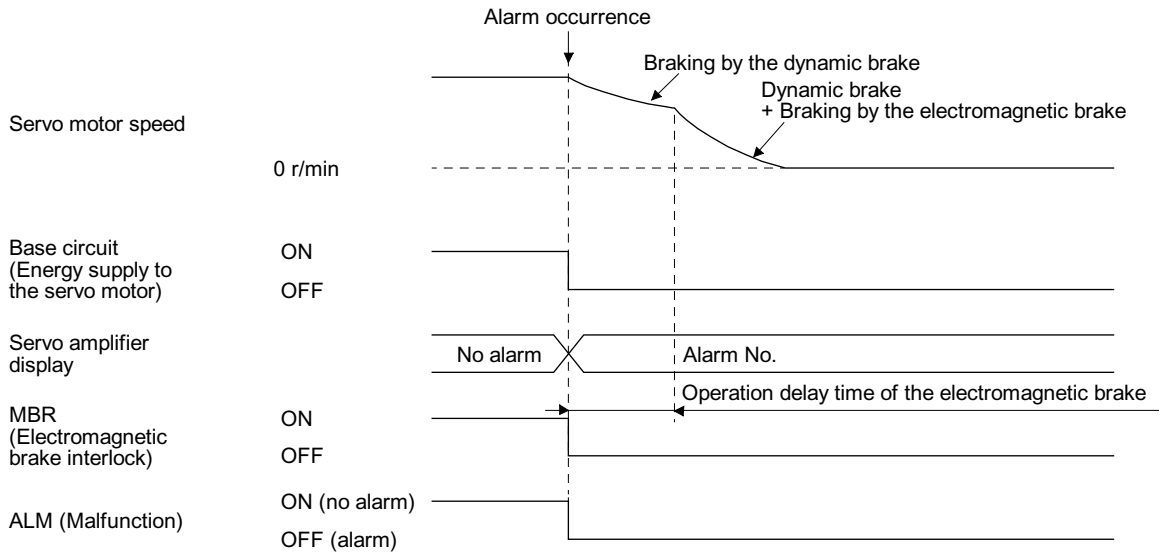 Alarm occurrence
Braking by the dynamic brake
Dynamic brake
+ Braking by the electromagnetic brake
Servo motor speed
0 r/min
Base circuit
(Energy supply to
the servo motor)
ON
OFF
Servo amplifier
display
No alarm
Alarm No.
Operation delay time of the electromagnetic brake
MBR
(Electromagnetic
brake interlock)
ON
OFF
ALM (Malfunction)
ON (no alarm)
OFF (alarm)